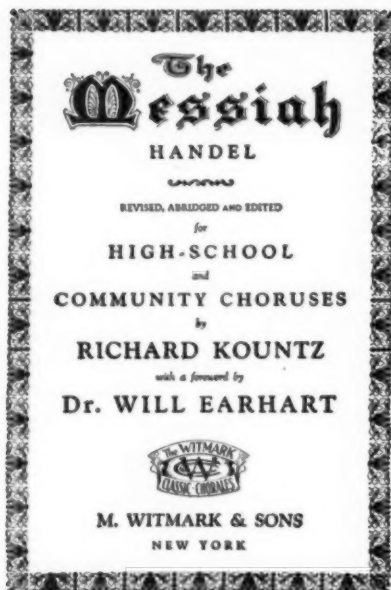 The
Messiah
HANDEL
REVISED, ABRIDGED AND EDITED
for
HIGH-SCHOOL
and
COMMUNITY CHORUSES
by
RICHARD KOUNTZ
with a foreword by
Dr. WILL EARHART
The WITMARK
CLASSIC CHORALES
M. WITMARK & SONS
NEW YORK